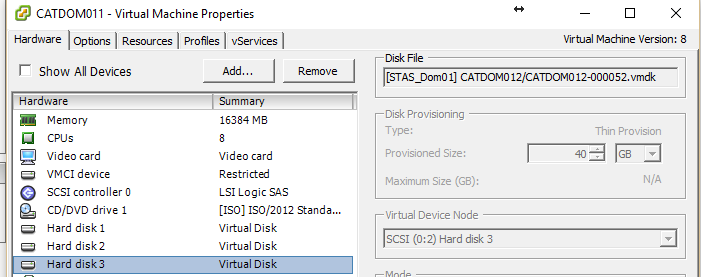 CATDOM011 - Virtual Machine Properties
Hardware Options Resources Profiles vServices Virtual Machine Version: 8
Show All Devices Add... Remove
Hardware Summary
Memory 16384 MB
CPUs 8
Video card Video card
VMCI device Restricted
SCSI controller 0 LSI Logic SAS
CD/DVD drive 1 [ISO] ISO/2012 Standa...
Hard disk 1 Virtual Disk
Hard disk 2 Virtual Disk
Hard disk 3 Virtual Disk
Disk File
[STAS_Dom01] CATDOM012/CATDOM012-000052.vmdk
Disk Provisioning
Type: Thin Provision
Provisioned Size: 40 GB
Maximum Size (GB): N/A
Virtual Device Node
SCSI (0:2) Hard disk 3
Mode